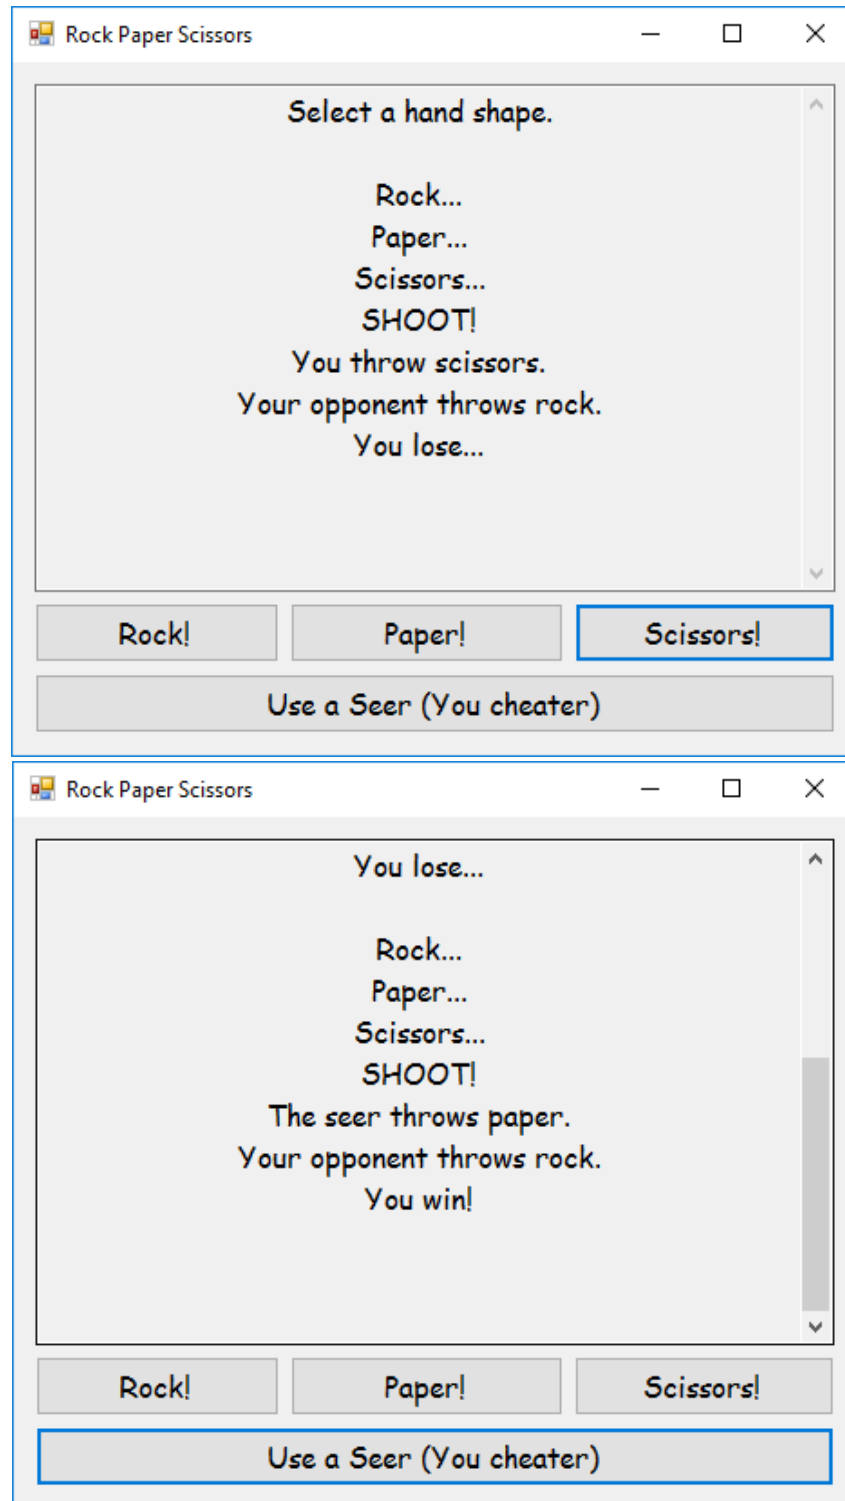 Rock Paper Scissors
Select a hand shape.
Rock...
Paper...
Scissors...
SHOOT!
You throw scissors.
Your opponent throws rock.
You lose...
Rock!
Paper!
Scissors!
Use a Seer (You cheater)
Rock Paper Scissors
You lose...
Rock...
Paper...
Scissors...
SHOOT!
The seer throws paper.
Your opponent throws rock.
You win!
Rock!
Paper!
Scissors!
Use a Seer (You cheater)